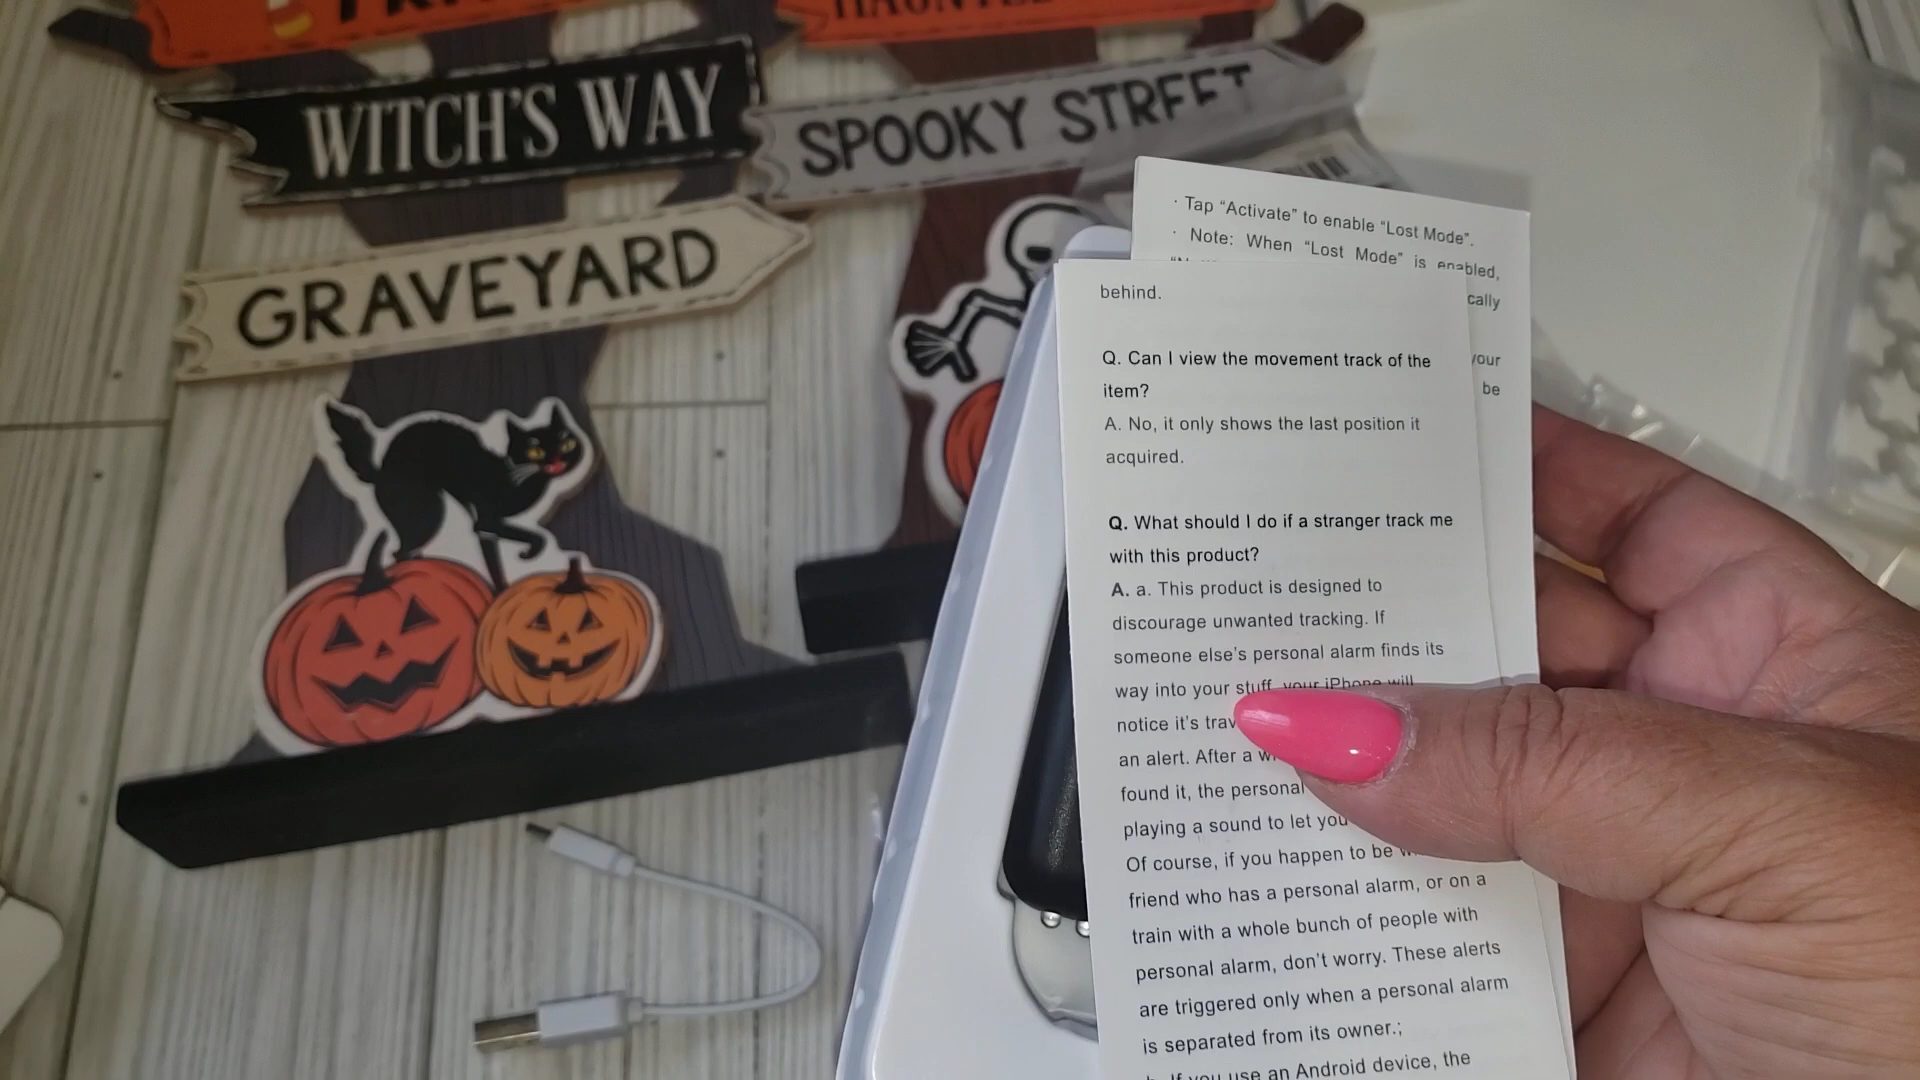 HAUNTED
WITCH'S WAY
SPOOKY STREET
GRAVEYARD
· Tap “Activate” to enable “Lost Mode”.
· Note: When “Lost Mode” is enabled,
cally
your
be
behind.
Q. Can I view the movement track of the
item?
A. No, it only shows the last position it
acquired.
Q. What should I do if a stranger track me
with this product?
A. a. This product is designed to
discourage unwanted tracking. If
someone else's personal alarm finds its
way into your stuff, your iPhone will
notice it's trav
an alert. After a
found it, the personal
playing a sound to let you
Of course, if you happen to be
friend who has a personal alarm, or on a
train with a whole bunch of people with
personal alarm, don't worry. These alerts
are triggered only when a personal alarm
is separated from its owner.;
b. If you use an Android device, the